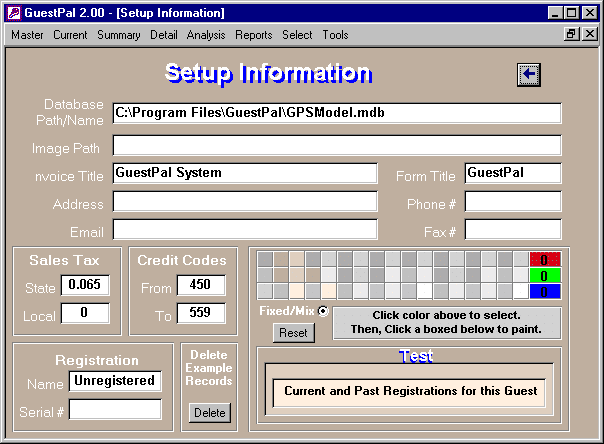 GuestPal 2.00 - [Setup Information]
Master Current Summary Detail Analysis Reports Select Tools
Setup Information
Database
Path/Name
C:\Program Files\GuestPal\GPSModel.mdb
Image Path
nvoice Title
GuestPal System
Form Title
GuestPal
Address
Phone #
Email
Fax #
Sales Tax
State
0.065
Local
0
Credit Codes
From
450
To
559
0
0
0
Fixed/Mix
Reset
Click color above to select.
Then, Click a boxed below to paint.
Registration
Name
Unregistered
Serial #
Delete
Example
Records
Delete
Test
Current and Past Registrations for this Guest